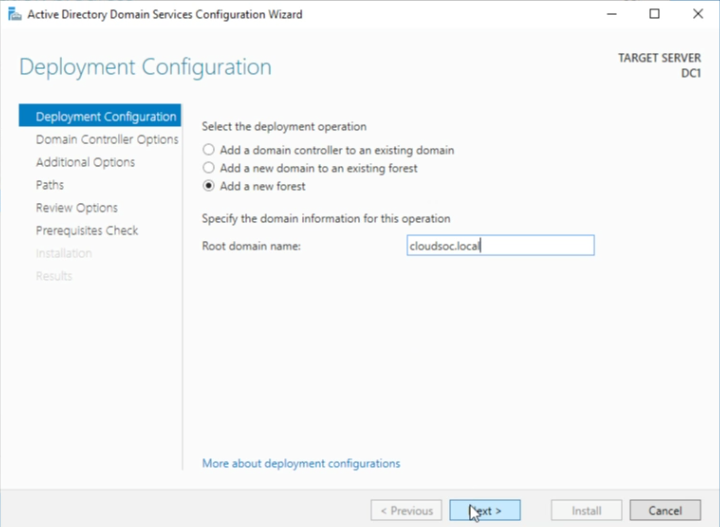 Active Directory Domain Services Configuration Wizard
Deployment Configuration
TARGET SERVER
DC1
Deployment Configuration
Domain Controller Options
Additional Options
Paths
Review Options
Prerequisites Check
Installation
Results
Select the deployment operation
Add a domain controller to an existing domain
Add a new domain to an existing forest
Add a new forest
Specify the domain information for this operation
Root domain name:
cloudsoc.local
More about deployment configurations
< Previous
Next >
Install
Cancel